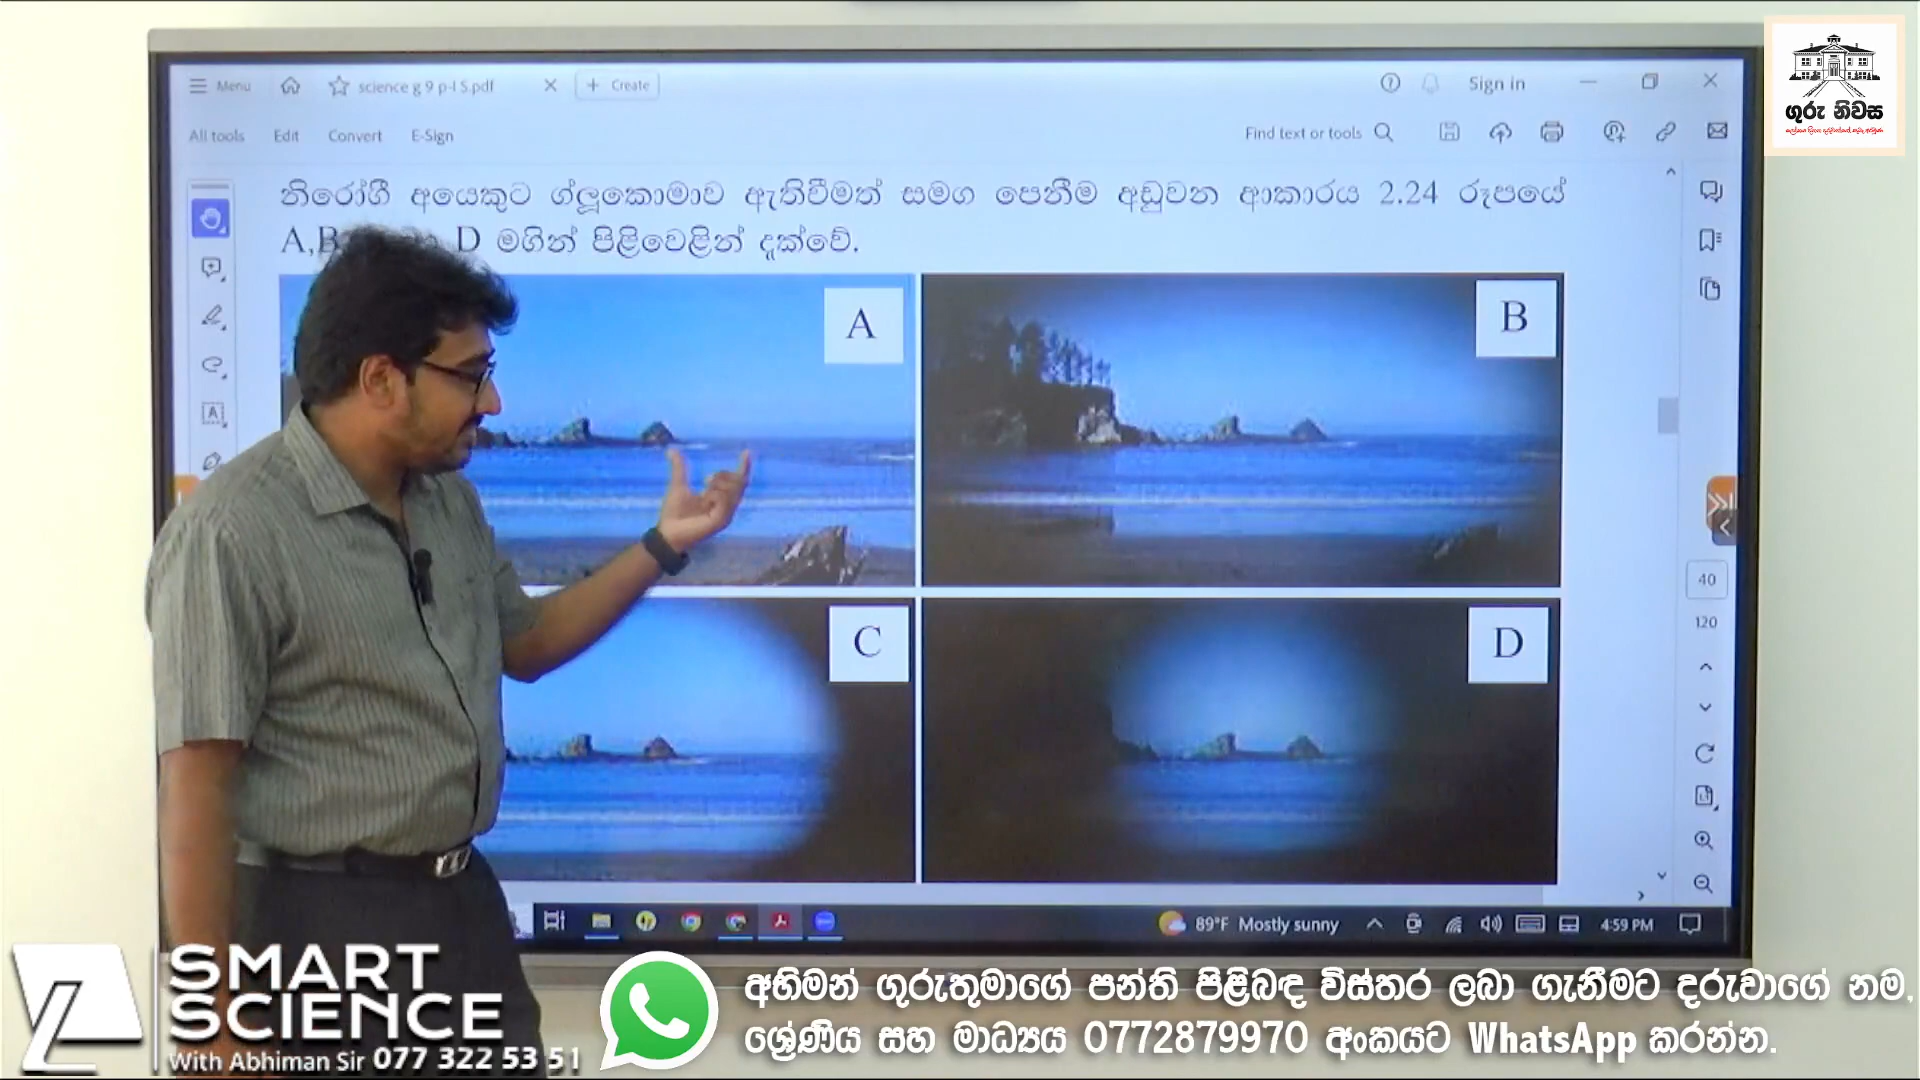 Menu
science g 9 p-I S.pdf
+ Create
Sign in
All tools Edit Convert E-Sign
Find text or tools
ගුරු නිවස
නිරෝගී අයෙකුට ග්ලූකොමාව ඇතිවීමත් සමග පෙනීම අඩුවන ආකාරය 2.24 රූපයේ
A,B D මගින් පිළිවෙළින් දැක්වේ.
A
B
C
D
40
120
89°F Mostly sunny
4:59 PM
SMART
SCIENCE
With Abhiman Sir 077 322 53 51
අභිමන් ගුරුතුමාගේ පන්ති පිළිබඳ විස්තර ලබා ගැනීමට දරුවාගේ නම,
ශ්‍රේණිය සහ මාධ්‍යය 0772879970 අංකයට WhatsApp කරන්න.